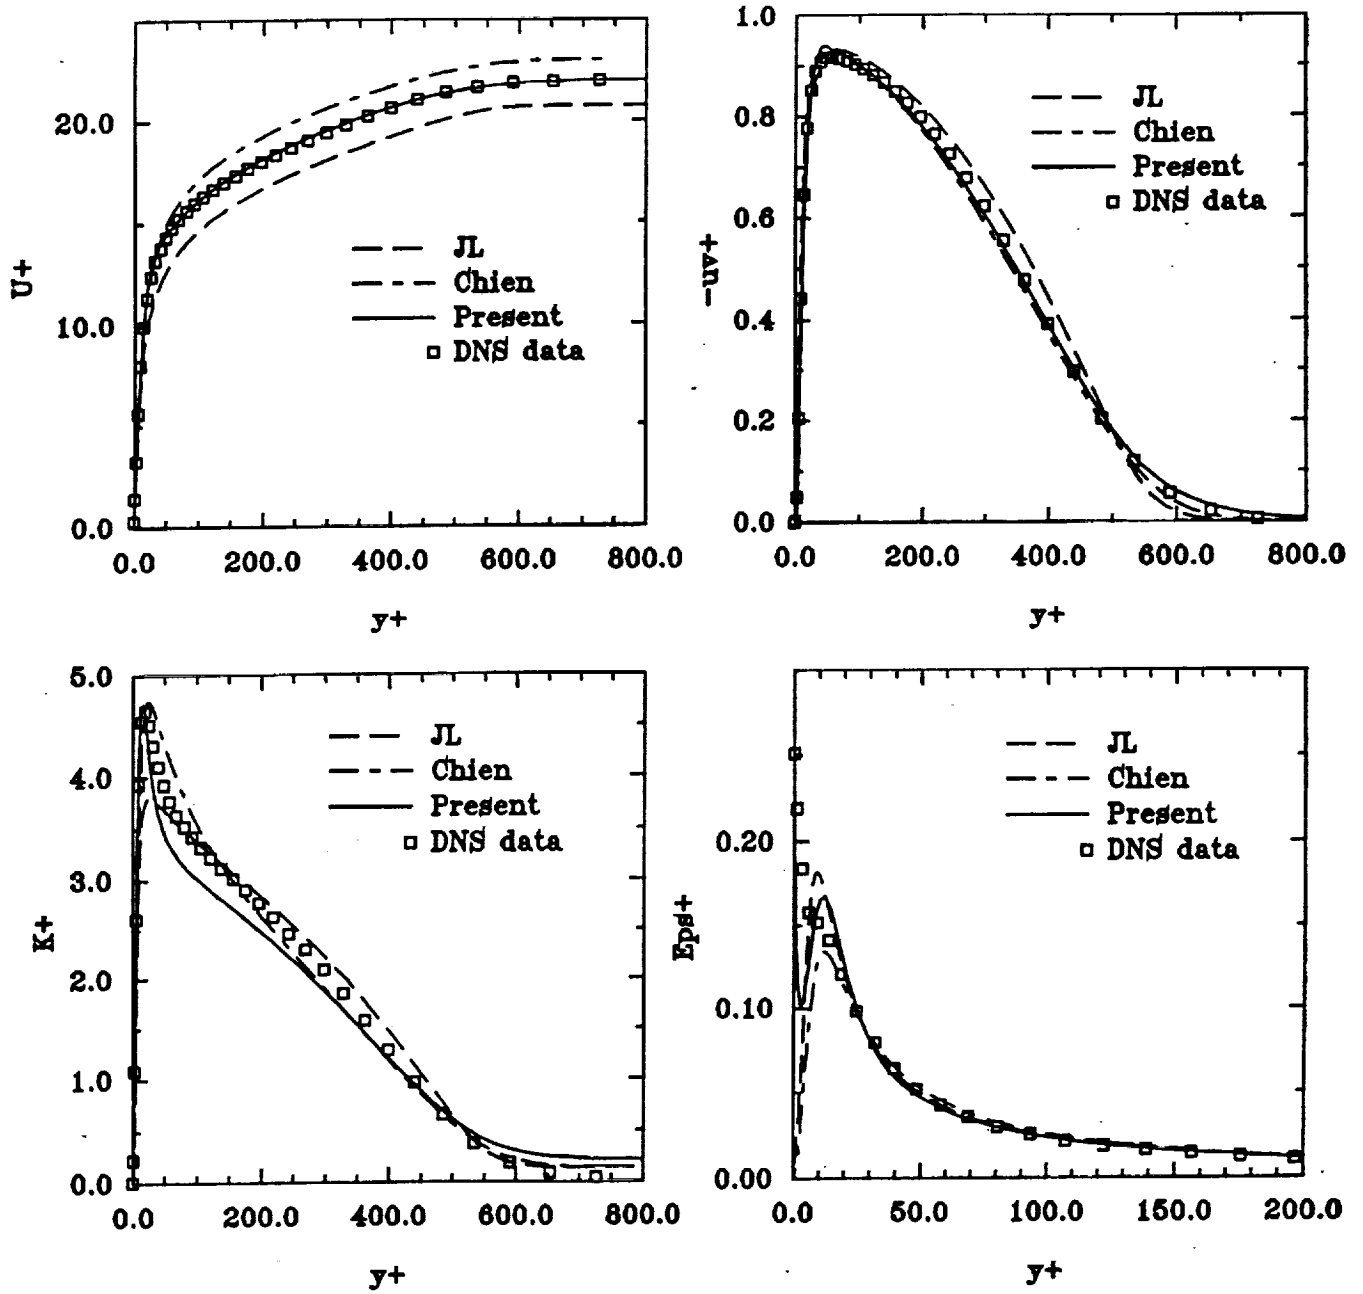 U+
20.0
10.0
0.0
JL
Chien
Present
DNS data
0.0 200.0 400.0 600.0 800.0
y+
-uv+
1.0
0.8
0.6
0.4
0.2
0.0
JL
Chien
Present
DNS data
0.0 200.0 400.0 600.0 800.0
y+
K+
5.0
4.0
3.0
2.0
1.0
0.0
JL
Chien
Present
DNS data
0.0 200.0 400.0 600.0 800.0
y+
Eps+
0.20
0.10
0.00
JL
Chien
Present
DNS data
0.0 50.0 100.0 150.0 200.0
y+